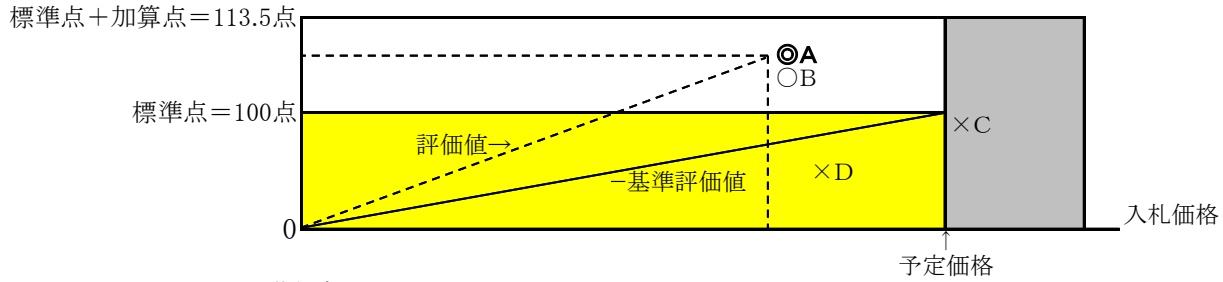 標準点+加算点=113.5点
◎A
○B
標準点=100点
×C
評価値→
×D
−基準評価値
入札価格
0
↑
予定価格